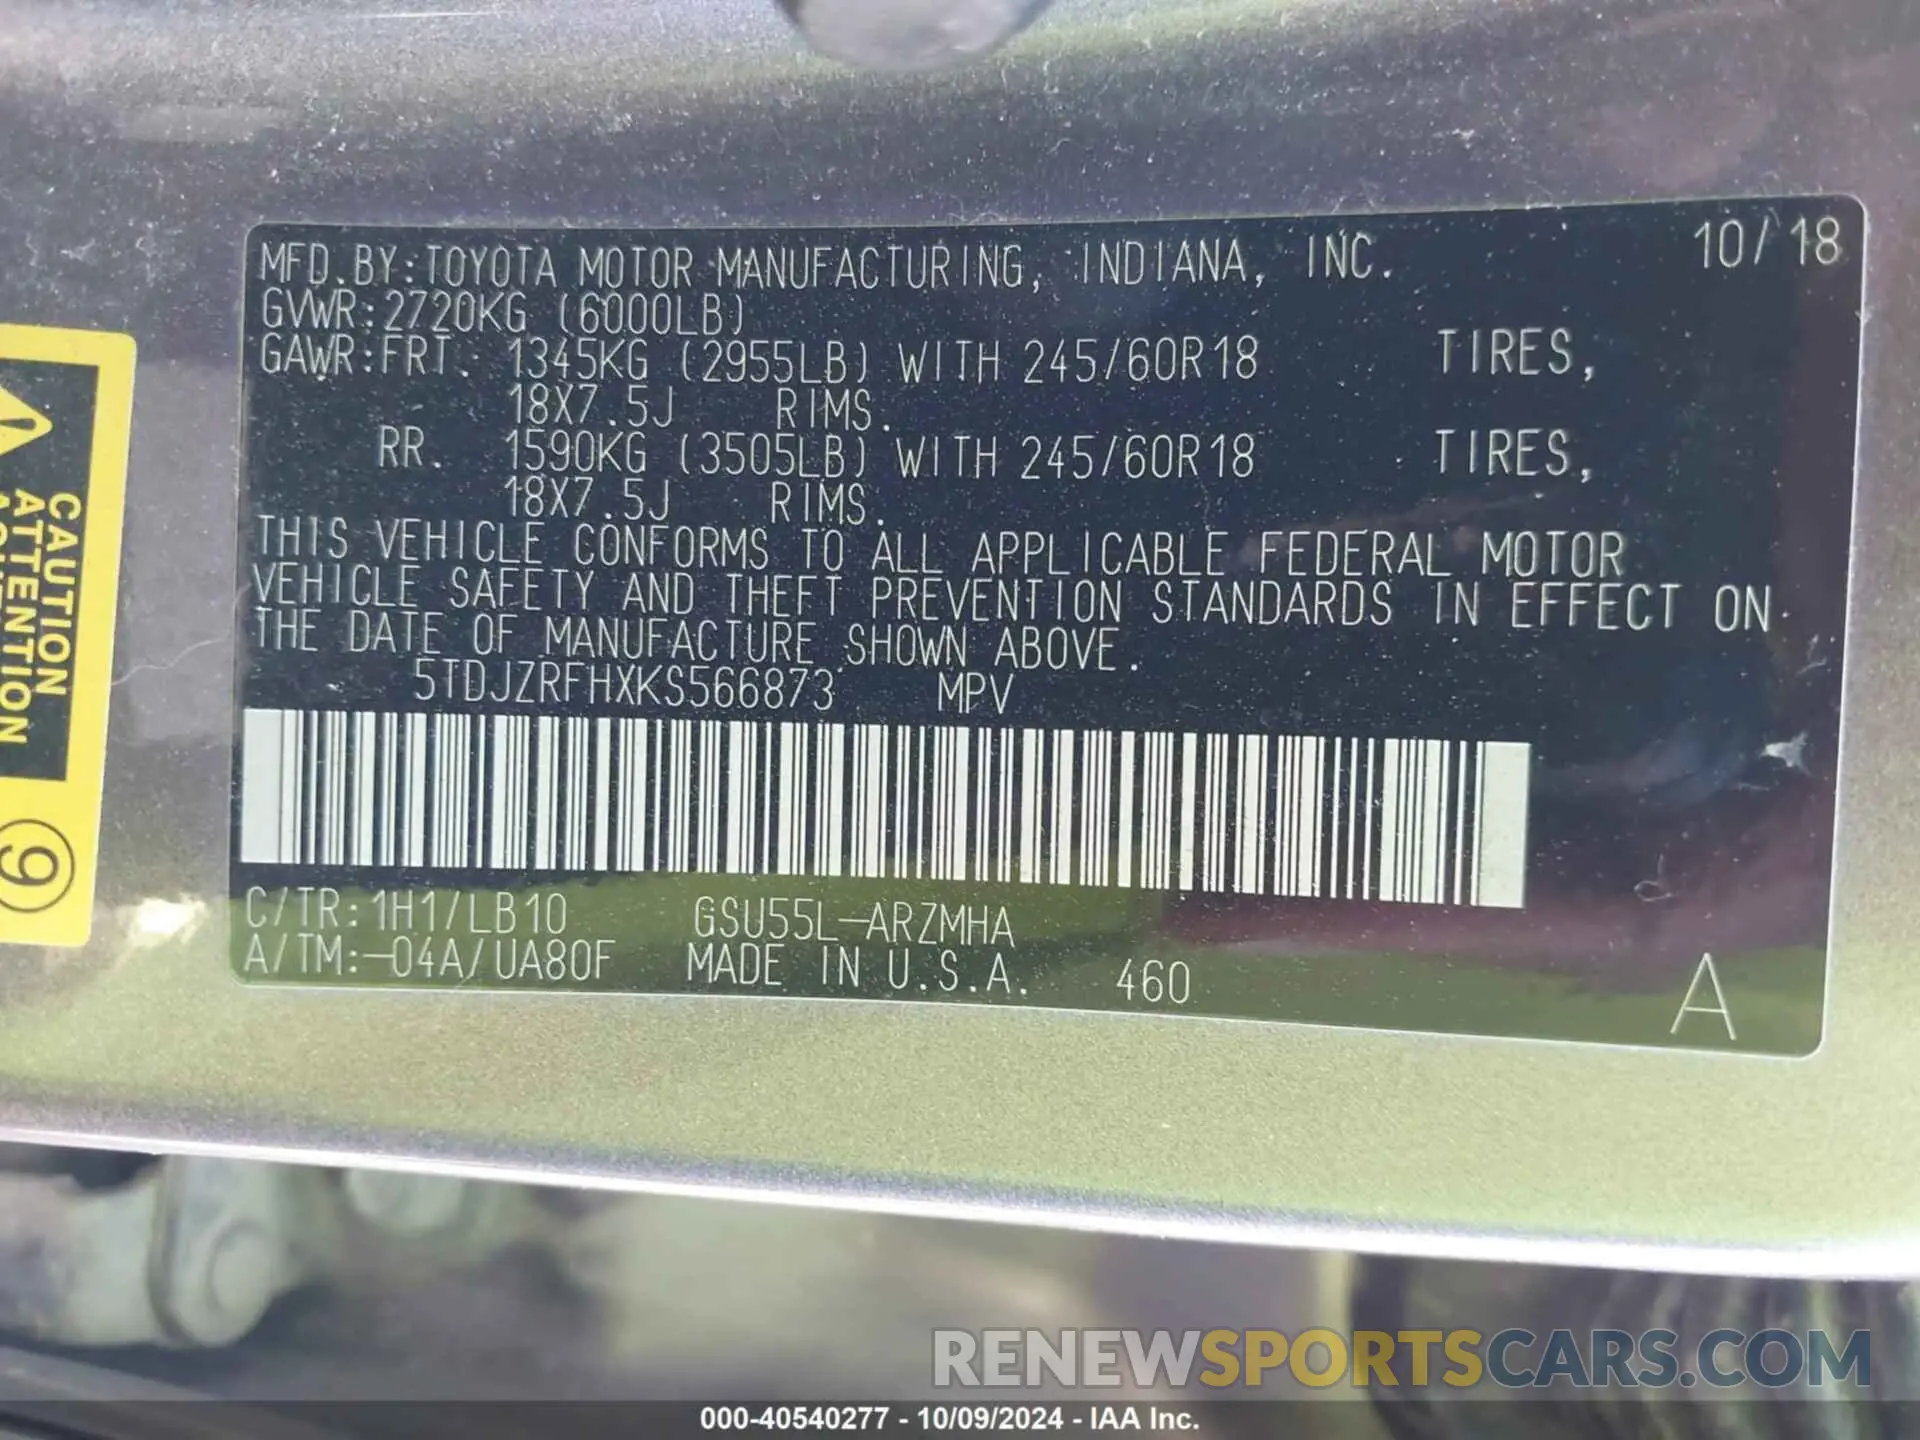 MFD.BY:TOYOTA MOTOR MANUFACTURING, INDIANA, INC. 10/18
GVWR:2720KG (6000LB)
GAWR:FRT. 1345KG (2955LB) WITH 245/60R18 TIRES,
18X7.5J RIMS.
RR. 1590KG (3505LB) WITH 245/60R18 TIRES,
18X7.5J RIMS.
THIS VEHICLE CONFORMS TO ALL APPLICABLE FEDERAL MOTOR
VEHICLE SAFETY AND THEFT PREVENTION STANDARDS IN EFFECT ON
THE DATE OF MANUFACTURE SHOWN ABOVE.
5TDJZRFHXKS566873 MPV
C/TR:1H1/LB10 GSU55L-ARZMHA
A/TM:-04A/UA80F MADE IN U.S.A. 460 A
CAUTION
ATTENTION
9
RENEWSPORTSCARS.COM
000-40540277 - 10/09/2024 - IAA Inc.